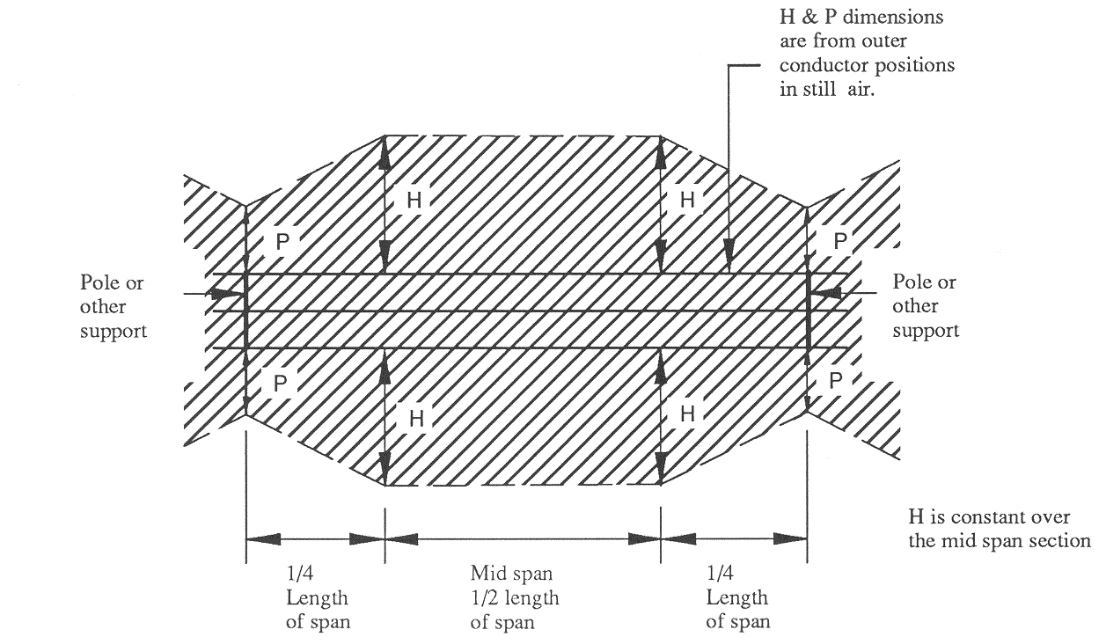 H & P dimensions
are from outer
conductor positions
in still air.
H
H
P
P
Pole or
other
support
Pole or
other
support
P
P
H
H
H is constant over
the mid span section
1/4
Length
of span
Mid span
1/2 length
of span
1/4
Length
of span